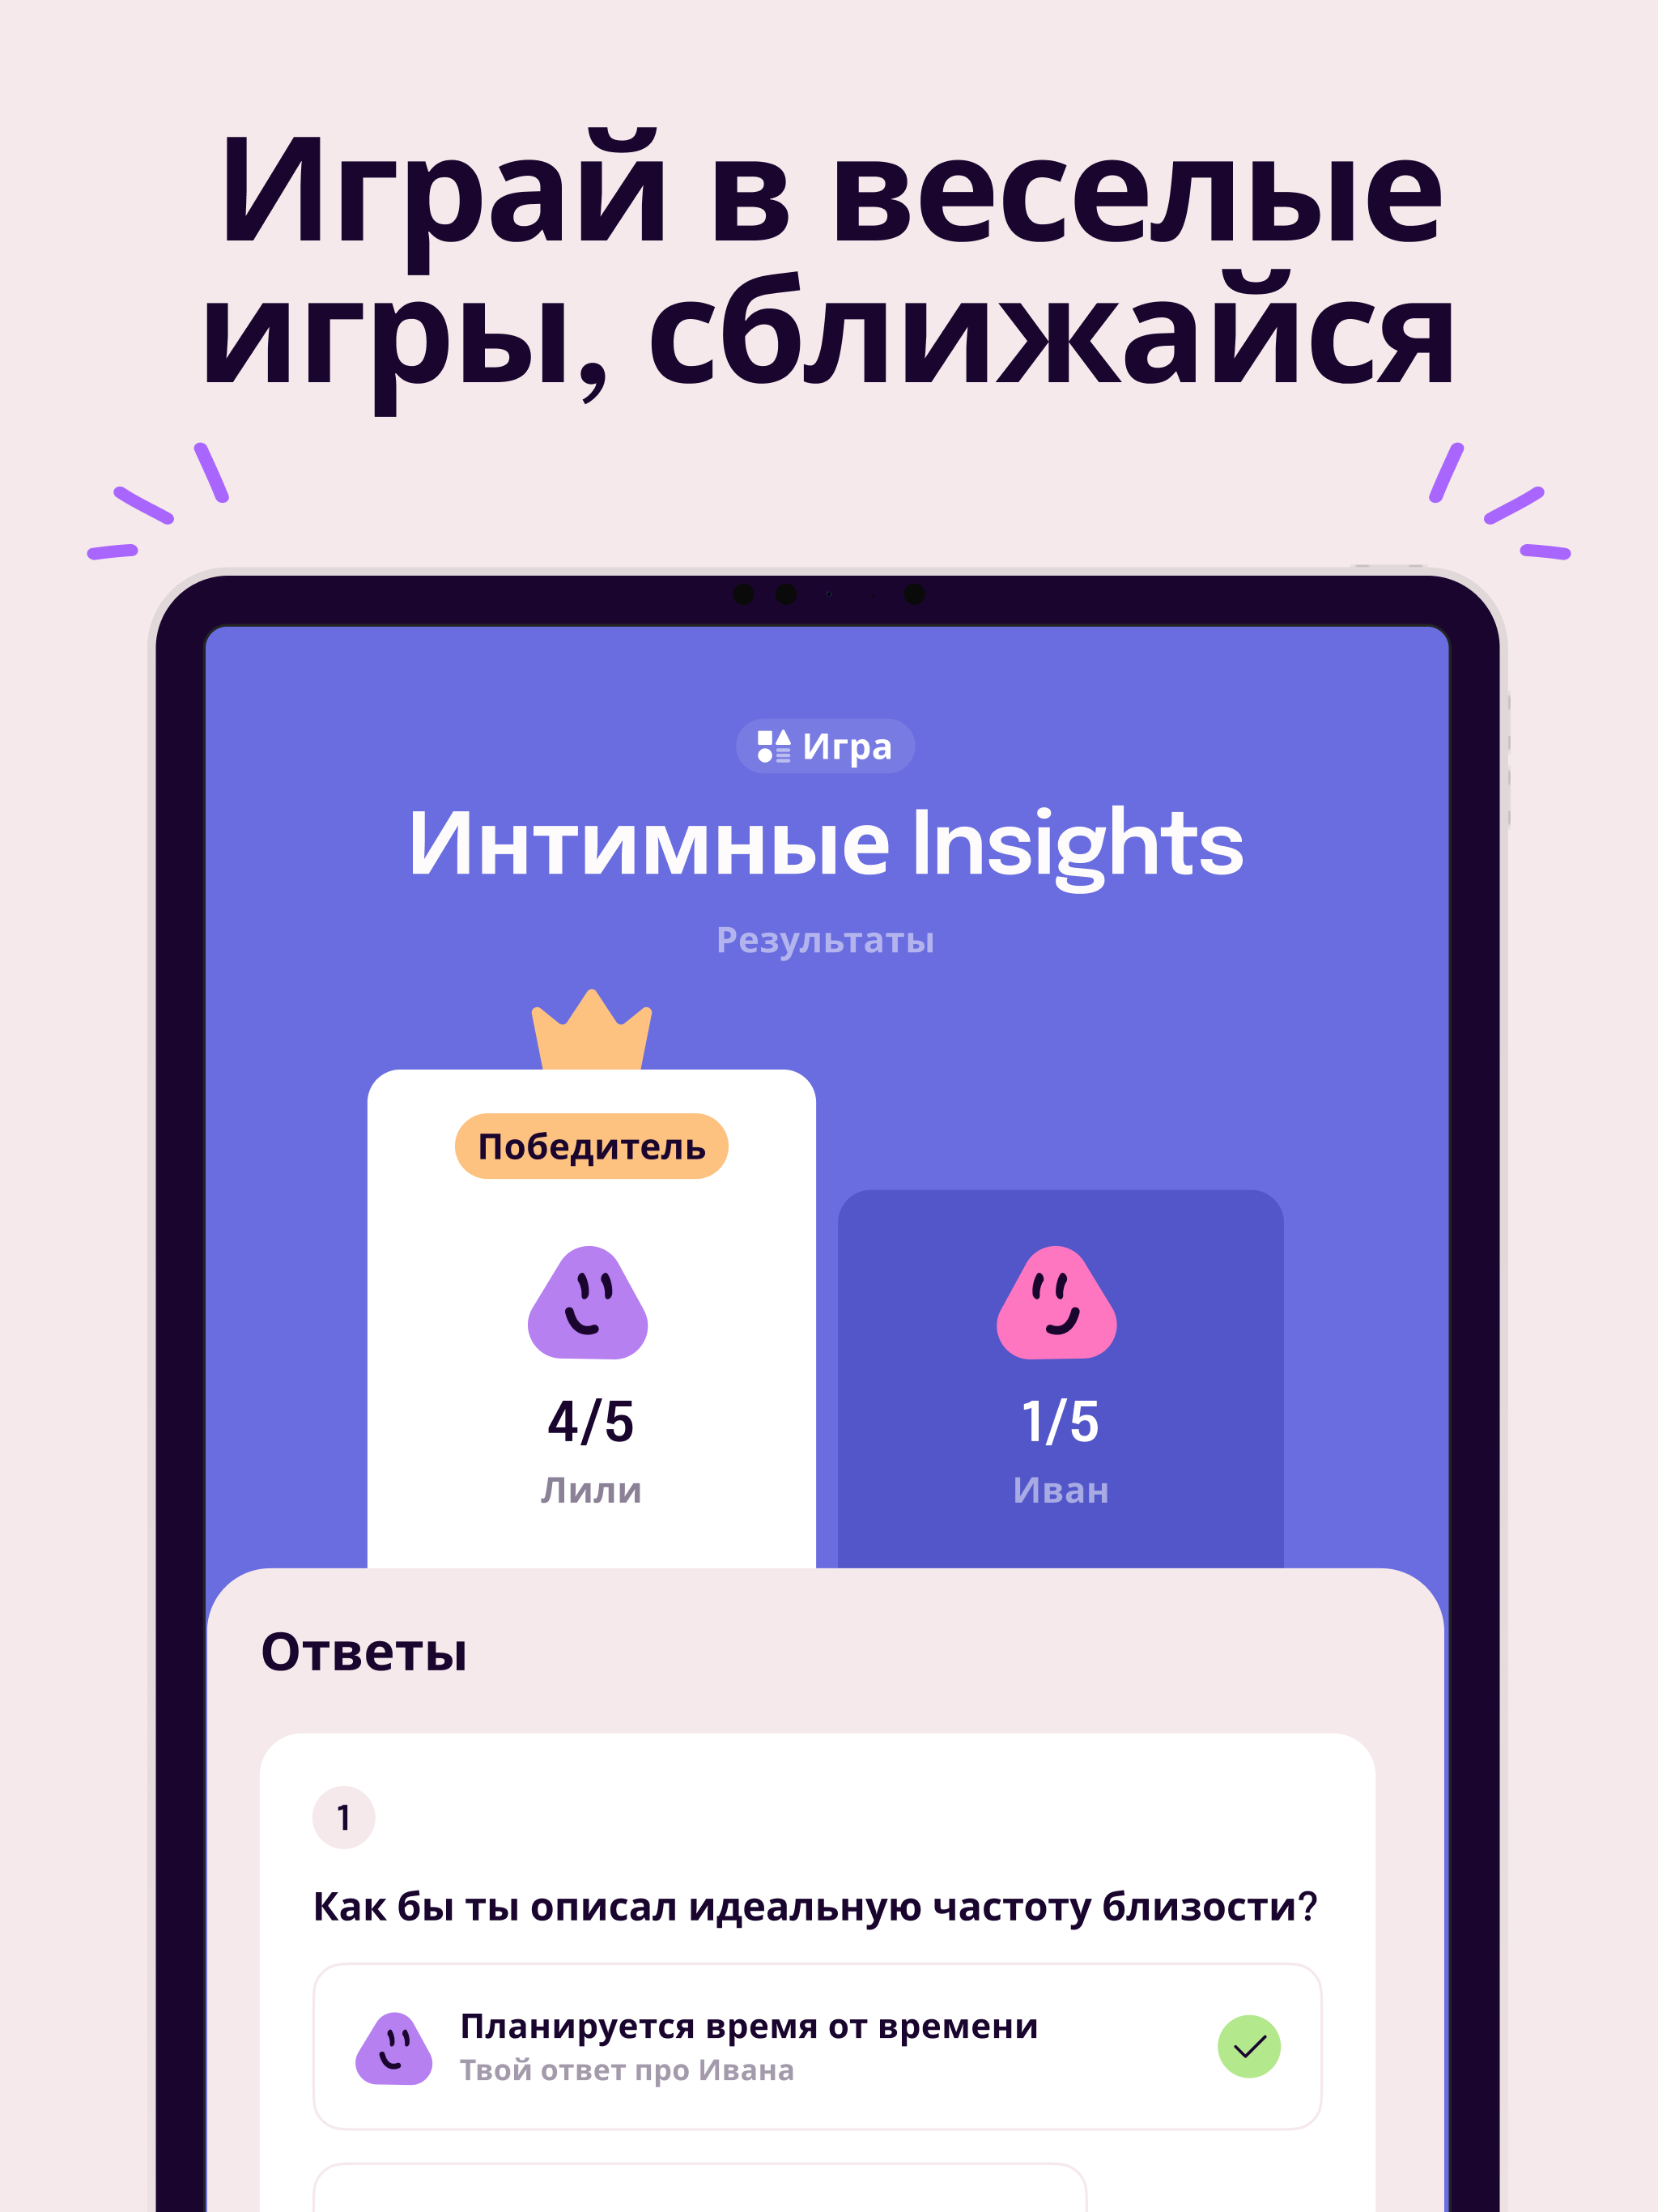 Играй в веселые
игры, сближайся
Игра
Интимные Insights
Результаты
Победитель
4/5
1/5
Лили
Иван
Ответы
1
Как бы ты описал идеальную частоту близости?
Планируется время от времени
Твой ответ про Ивана